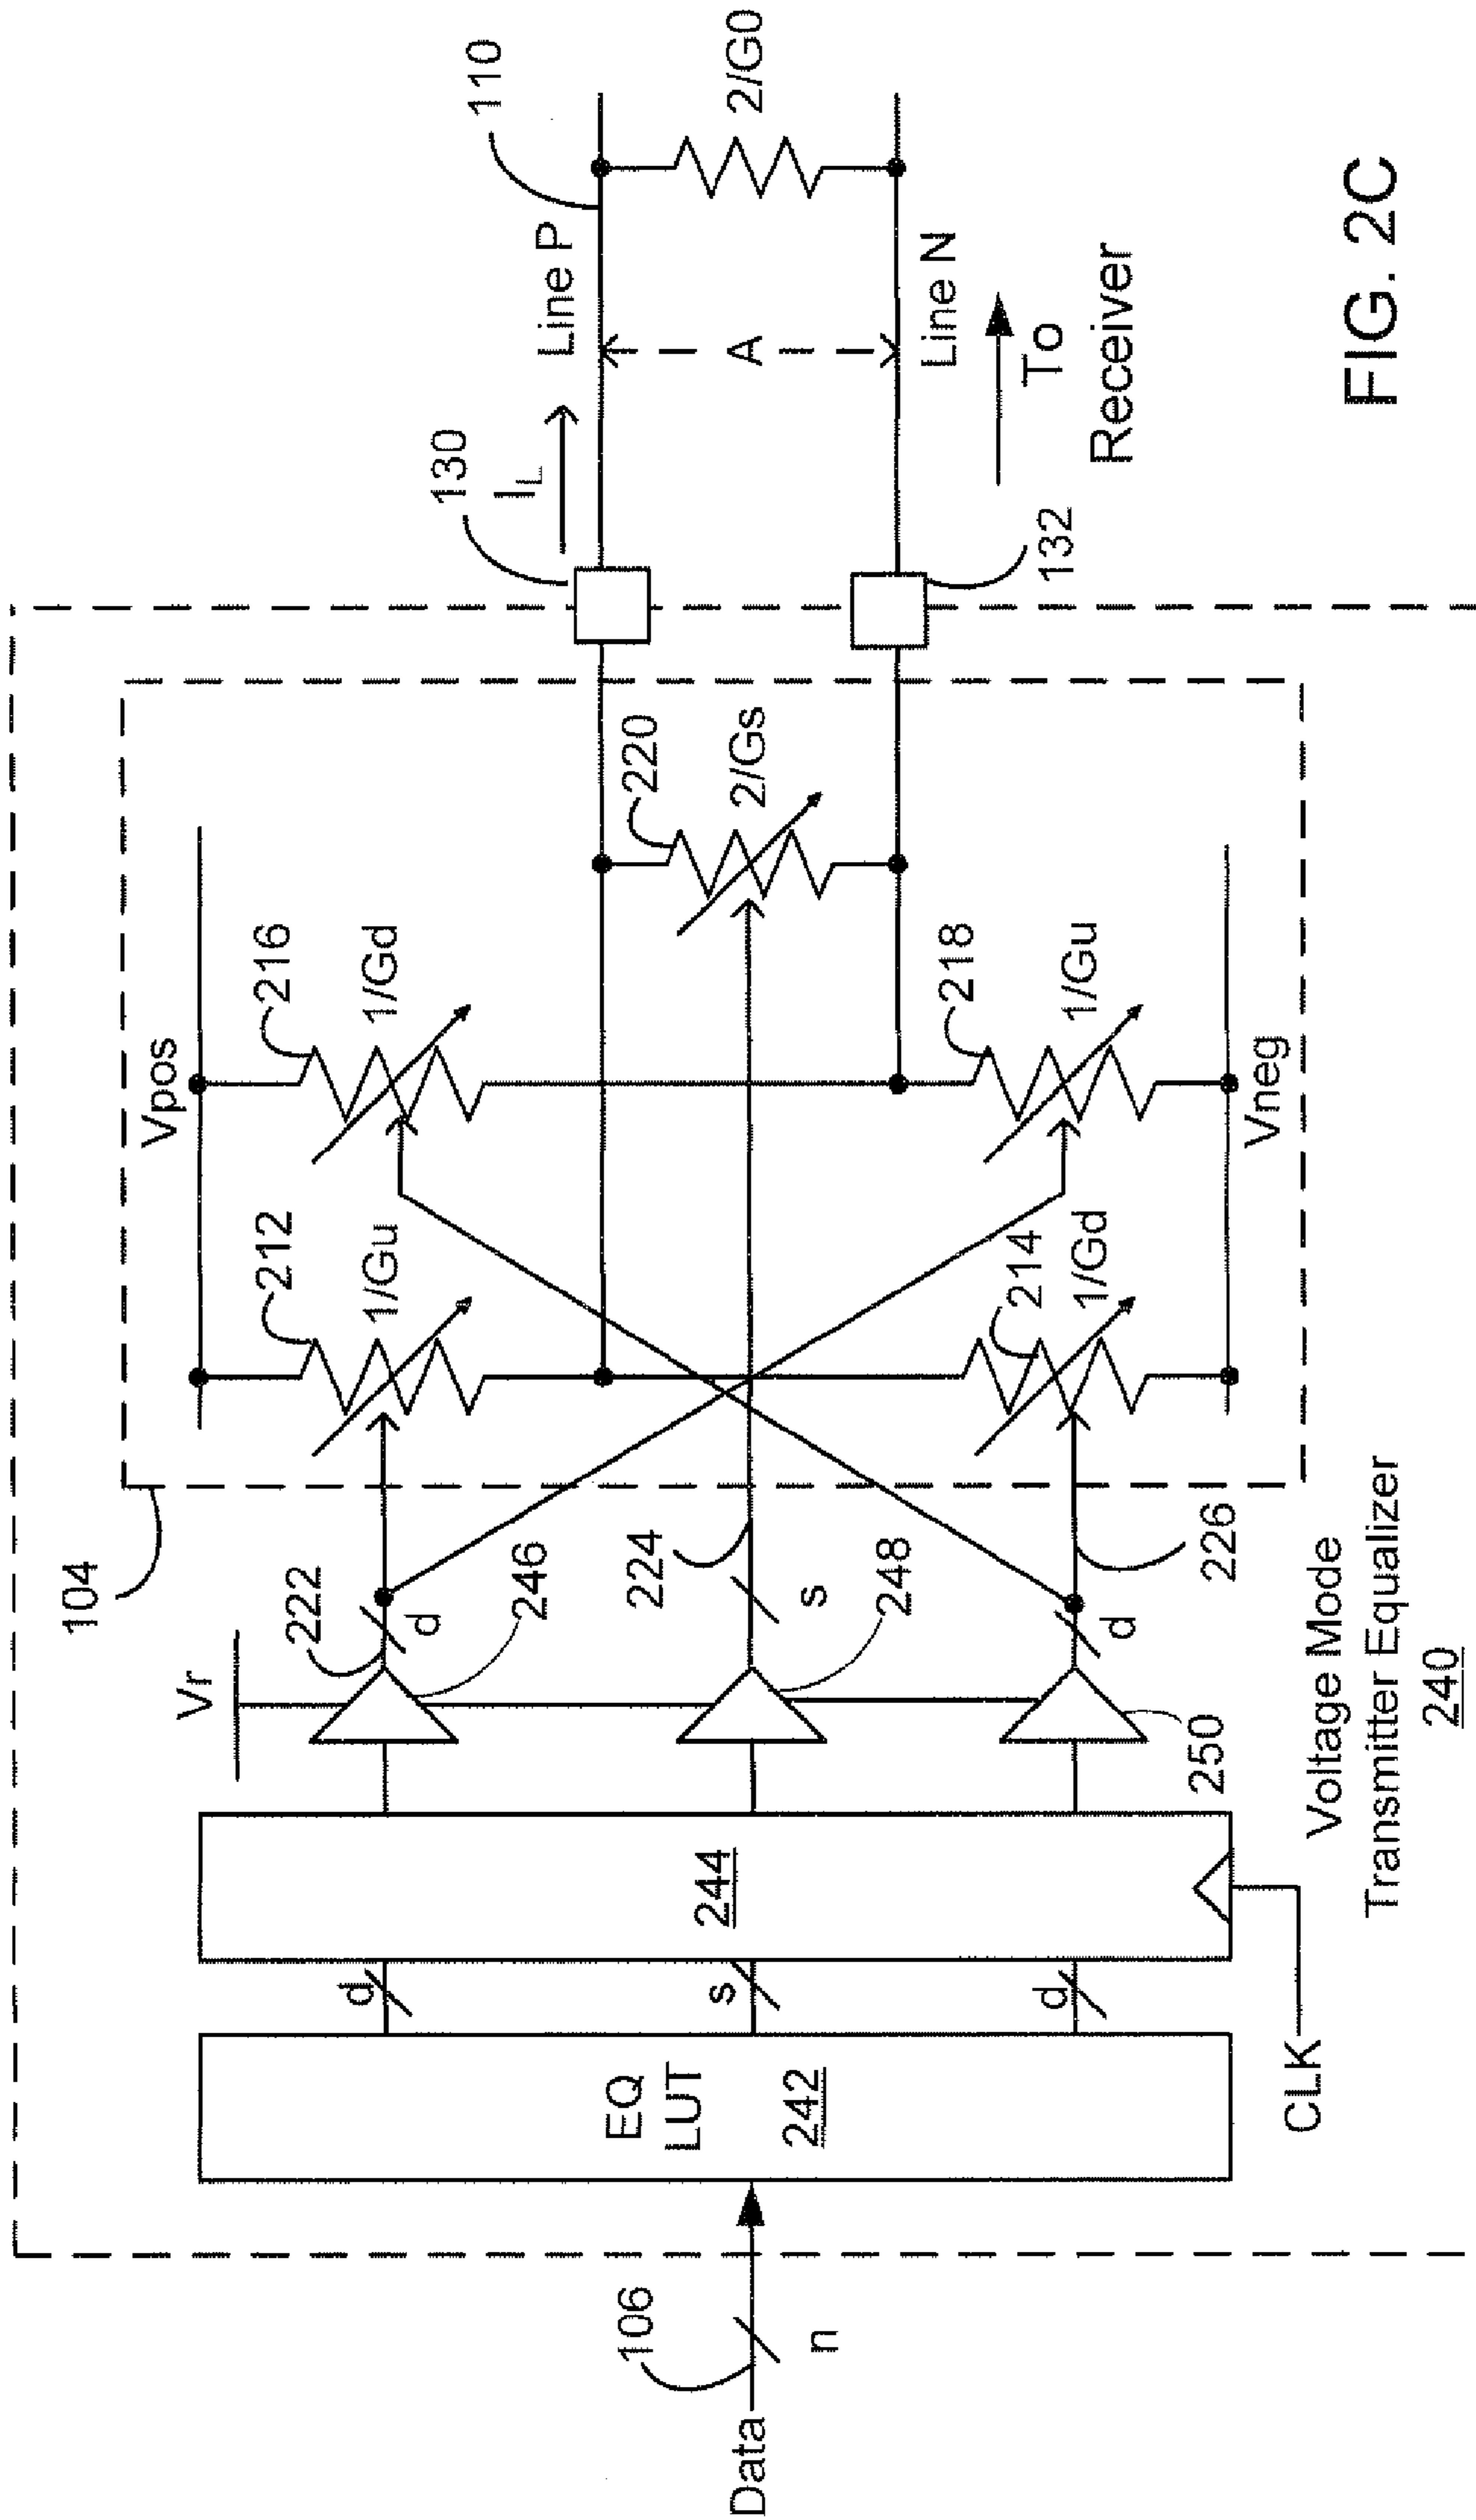 104
Vpos
212
1/Gu
216
1/Gd
Vr
222
d
246
224
s
248
220
2/Gs
214
1/Gd
218
1/Gu
Vneg
226
d
250
130
I_L
132
Line P
110
A
Line N
2/G0
To
Receiver
Data
106
n
EQ
LUT
242
d
s
d
244
CLK
Voltage Mode
Transmitter Equalizer
240
FIG. 2C